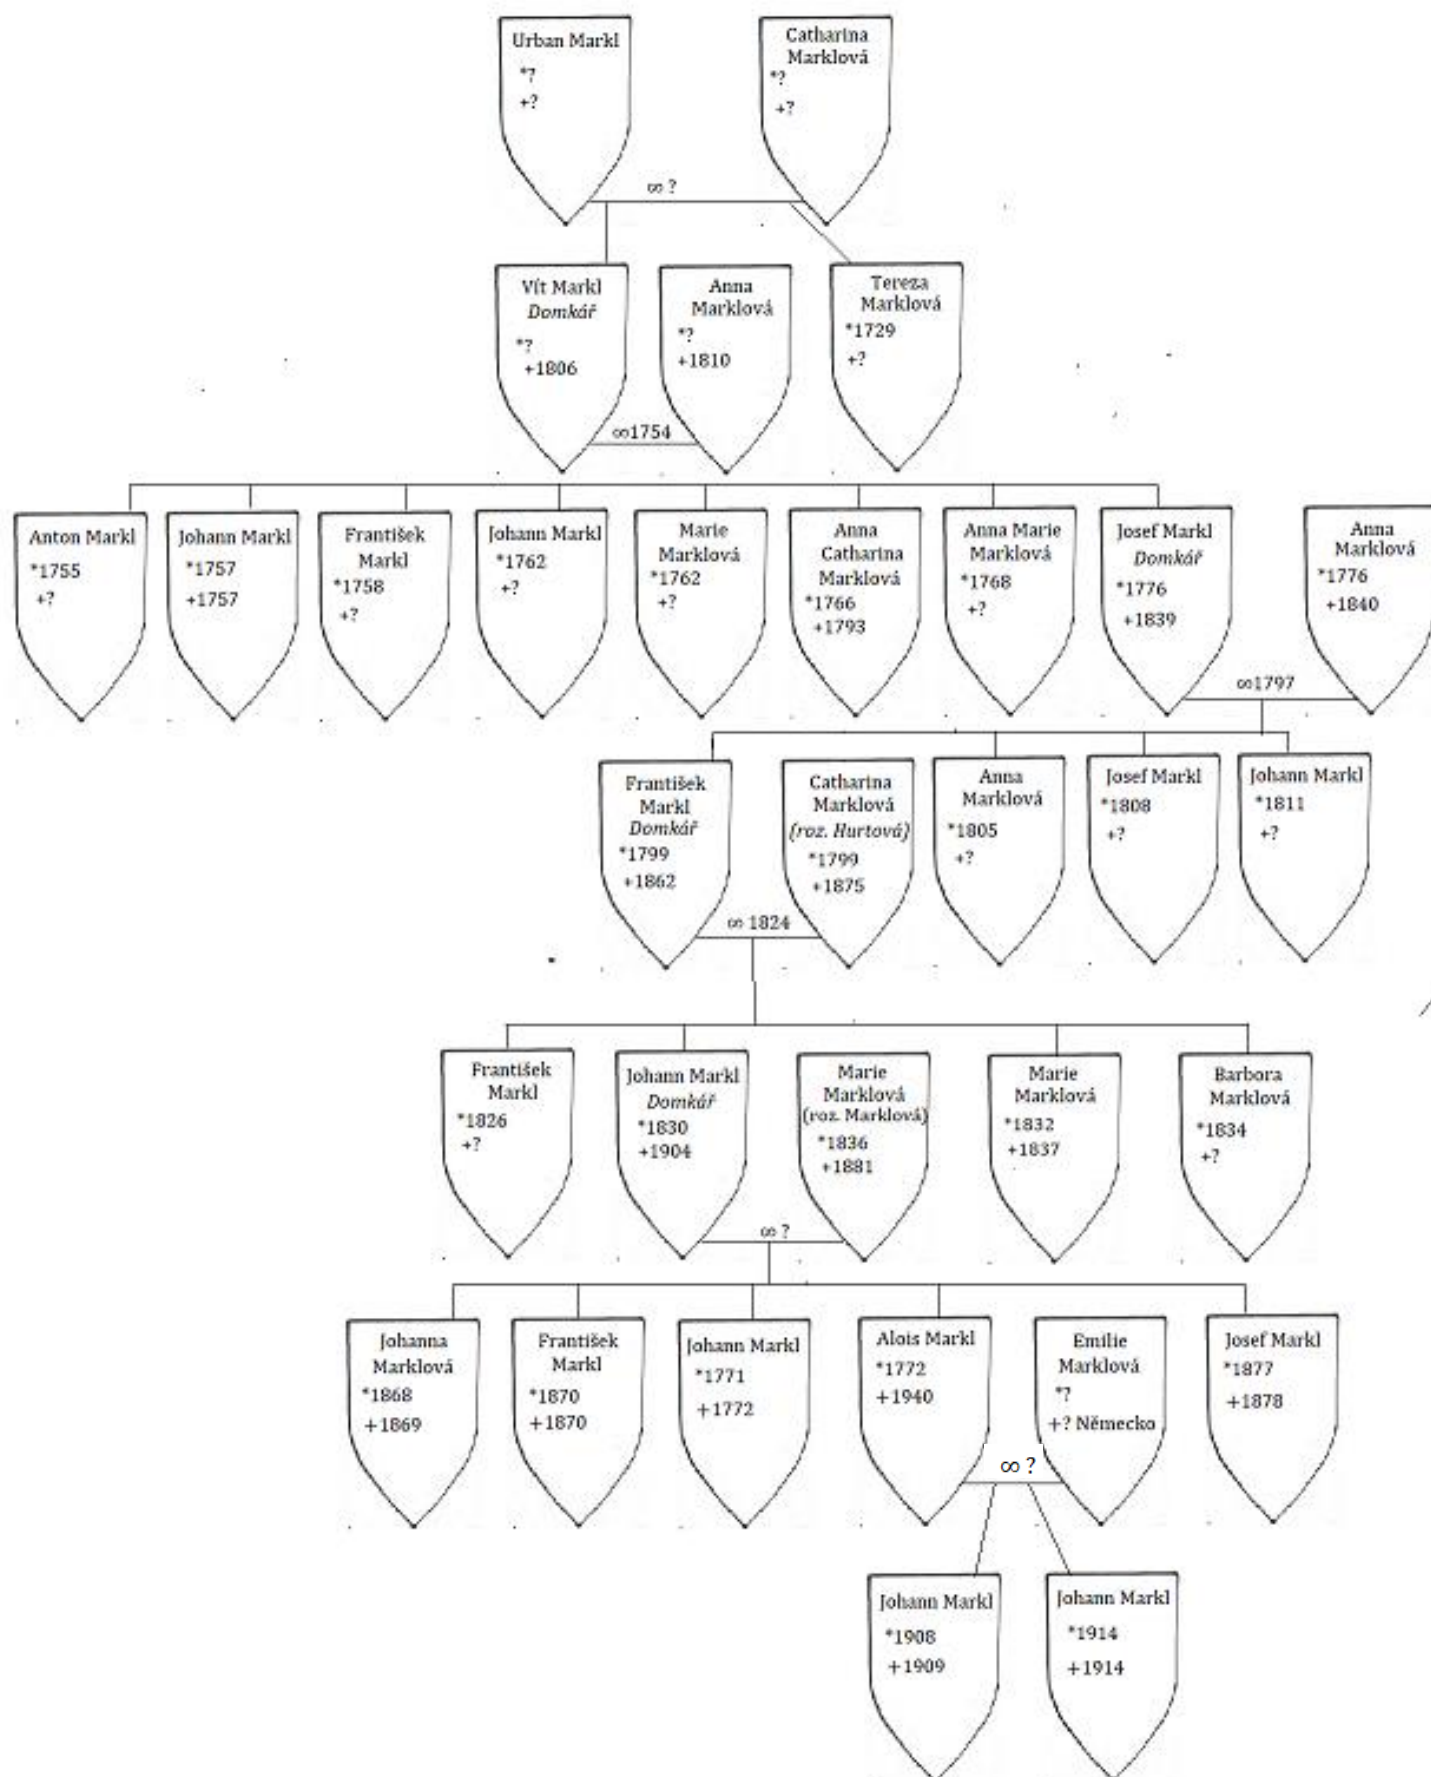 Urban Markl
*?
+?
Catharina
Marklová
*?
+?
∞ ?
Vít Markl
Domkář
*?
+1806
Anna
Marklová
*?
+1810
Tereza
Marklová
*1729
+?
∞1754
Anton Markl
*1755
+?
Johann Markl
*1757
+1757
František
Markl
*1758
+?
Johann Markl
*1762
+?
Marie
Marklová
*1762
+?
Anna
Catharina
Marklová
*1766
+1793
Anna Marie
Marklová
*1768
+?
Josef Markl
Domkář
*1776
+1839
Anna
Marklová
*1776
+1840
∞1797
František
Markl
Domkář
*1799
+1862
Catharina
Marklová
(roz. Hurtová)
*1799
+1875
Anna
Marklová
*1805
+?
Josef Markl
*1808
+?
Johann Markl
*1811
+?
∞ 1824
František
Markl
*1826
+?
Johann Markl
Domkář
*1830
+1904
Marie
Marklová
(roz. Marklová)
*1836
+1881
Marie
Marklová
*1832
+1837
Barbora
Marklová
*1834
+?
∞ ?
Johanna
Marklová
*1868
+1869
František
Markl
*1870
+1870
Johann Markl
*1771
+1772
Alois Markl
*1772
+1940
Emilie
Marklová
*?
+? Německo
Josef Markl
*1877
+1878
∞ ?
Johann Markl
*1908
+1909
Johann Markl
*1914
+1914